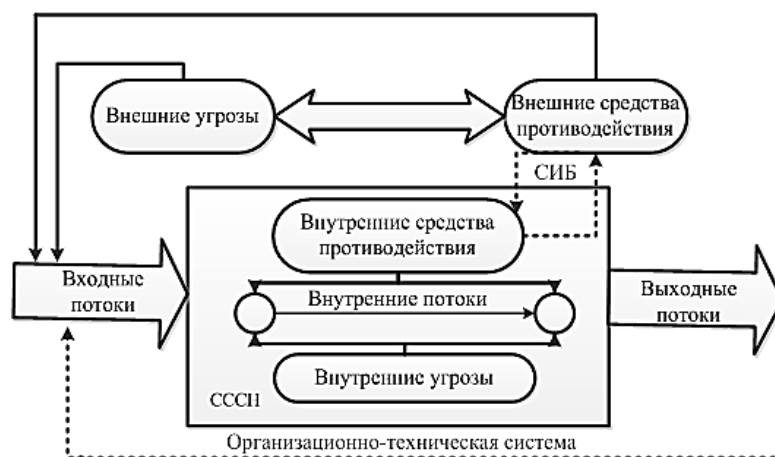 Внешние угрозы
Внешние средства
противодействия
СИБ
Внутренние средства
противодействия
Входные
потоки
Внутренние потоки
Выходные
потоки
Внутренние угрозы
СССН
Организационно-техническая система